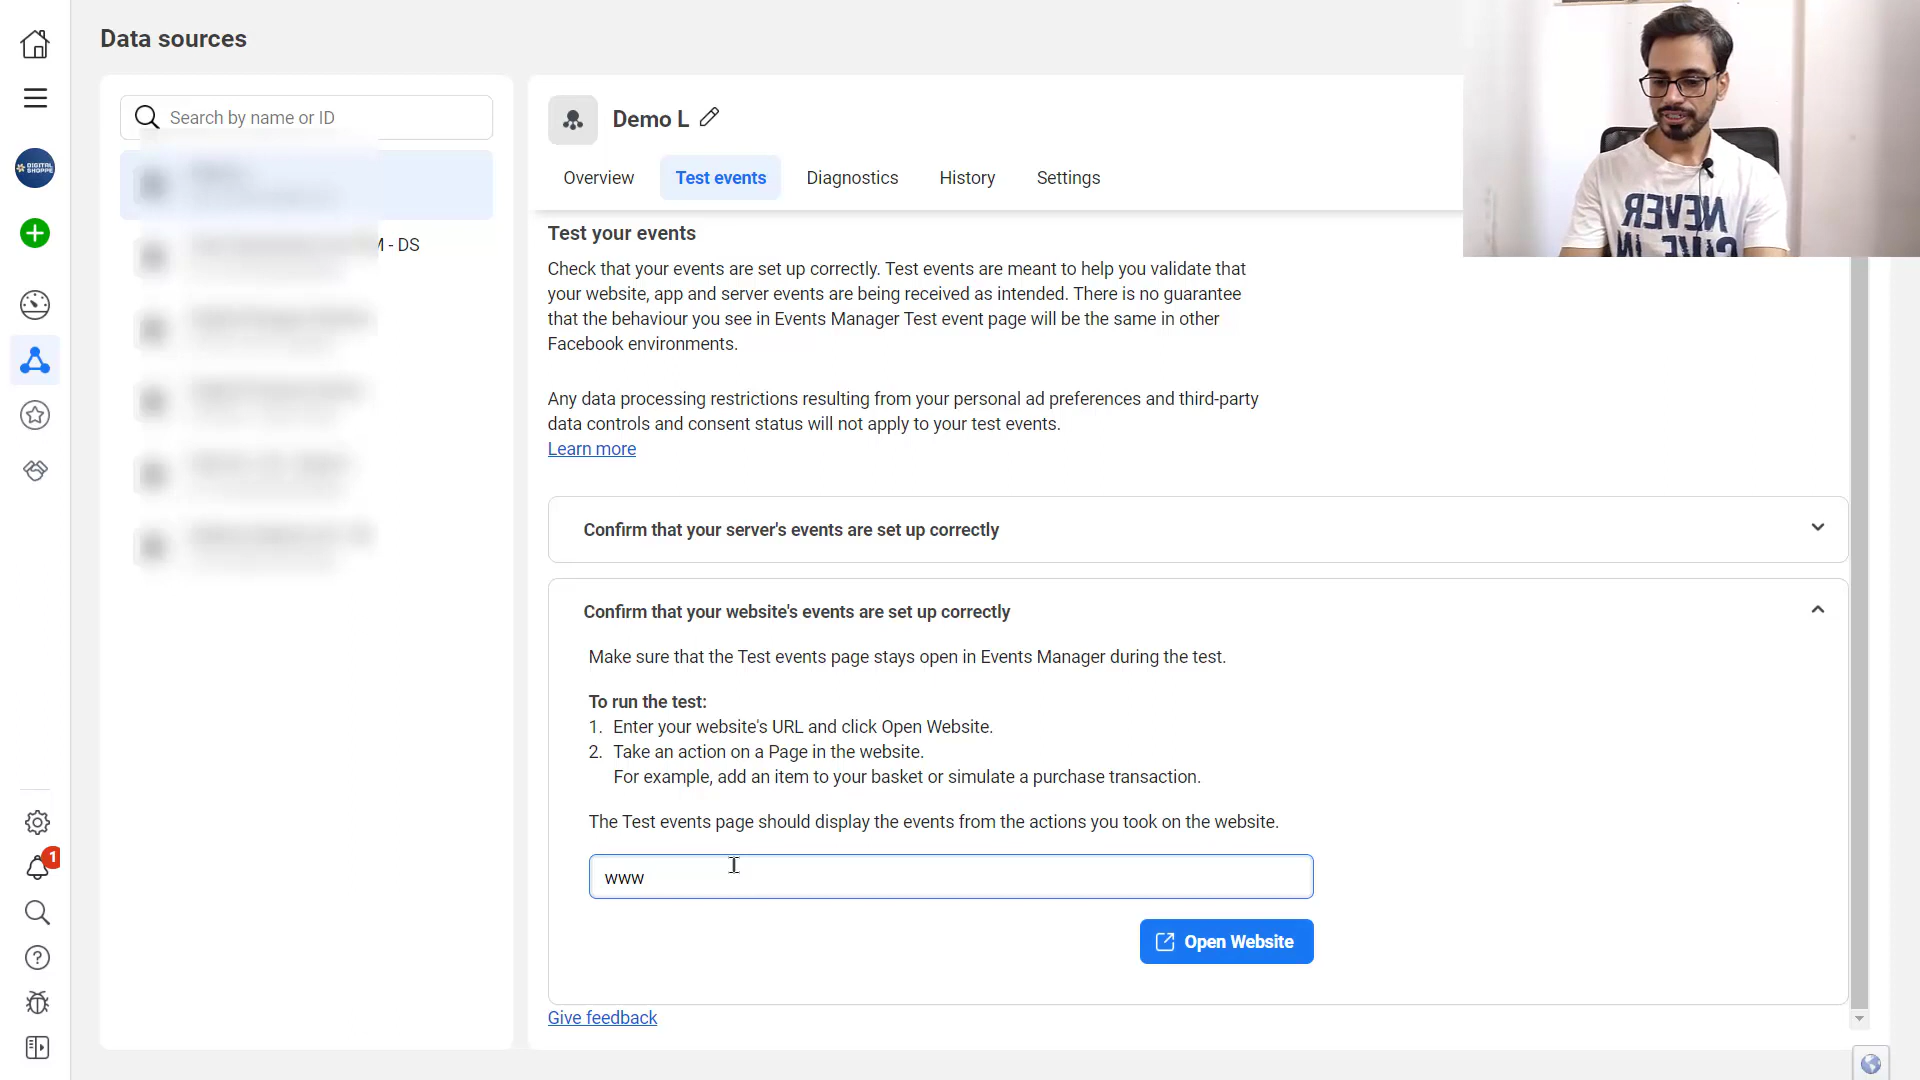 Data sources
Search by name or ID
DIGITAL
SHOPPE
M - DS
Demo L
Overview
Test events
Diagnostics
History
Settings
Test your events
Check that your events are set up correctly. Test events are meant to help you validate that
your website, app and server events are being received as intended. There is no guarantee
that the behaviour you see in Events Manager Test event page will be the same in other
Facebook environments.
Any data processing restrictions resulting from your personal ad preferences and third-party
data controls and consent status will not apply to your test events.
Learn more
Confirm that your server's events are set up correctly
Confirm that your website's events are set up correctly
Make sure that the Test events page stays open in Events Manager during the test.
To run the test:
1. Enter your website's URL and click Open Website.
2. Take an action on a Page in the website.
For example, add an item to your basket or simulate a purchase transaction.
The Test events page should display the events from the actions you took on the website.
www
Open Website
Give feedback
1
NEVER
GIVE IN